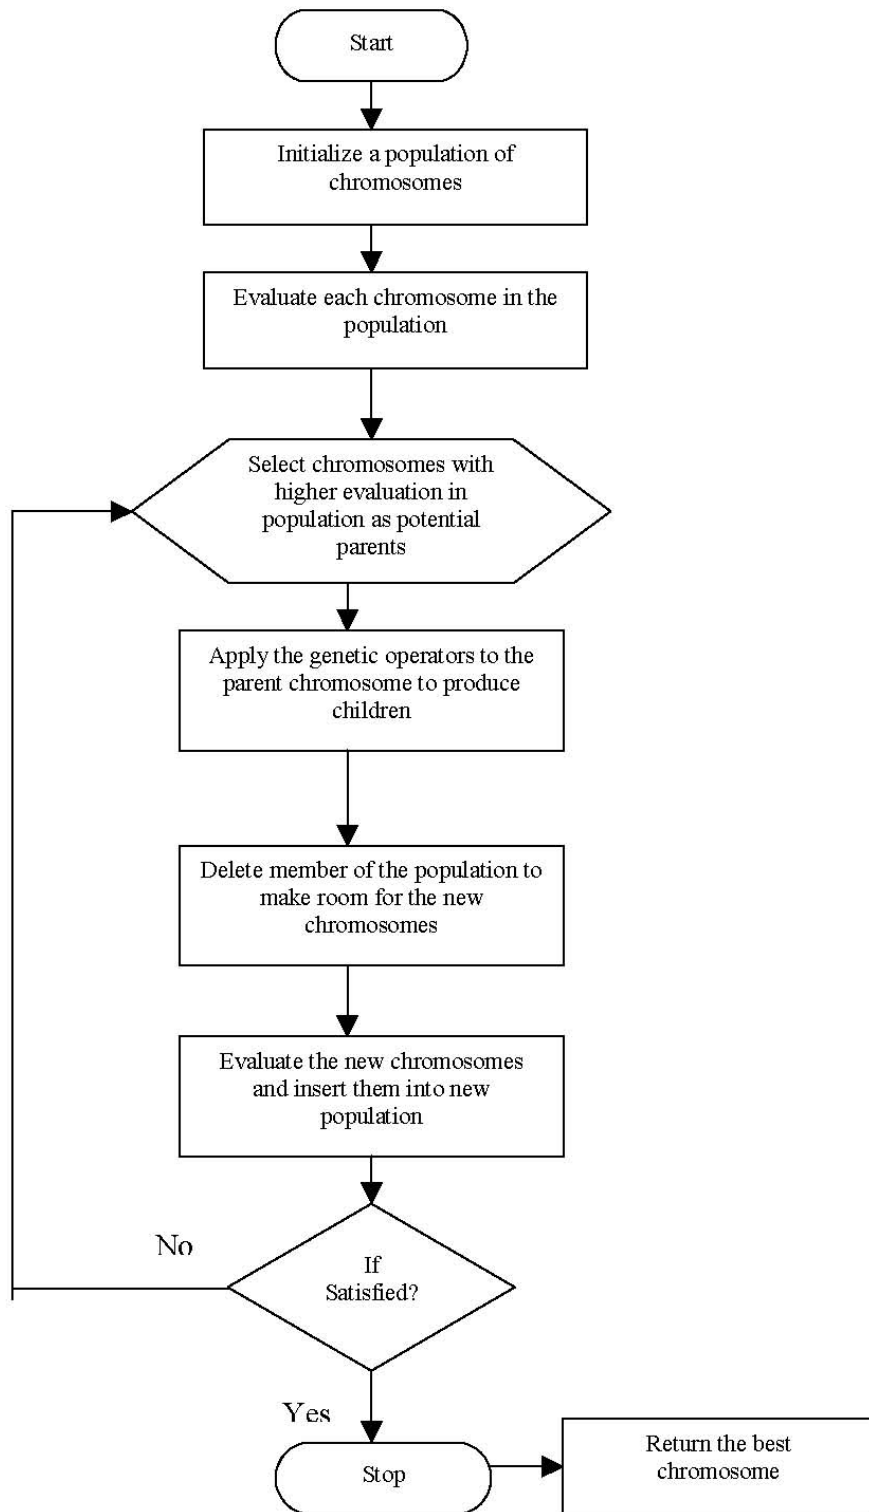 Start
Initialize a population of
chromosomes
Evaluate each chromosome in the
population
Select chromosomes with
higher evaluation in
population as potential
parents
Apply the genetic operators to the
parent chromosome to produce
children
Delete member of the population to
make room for the new
chromosomes
Evaluate the new chromosomes
and insert them into new
population
No
If
Satisfied?
Yes
Stop
Return the best
chromosome